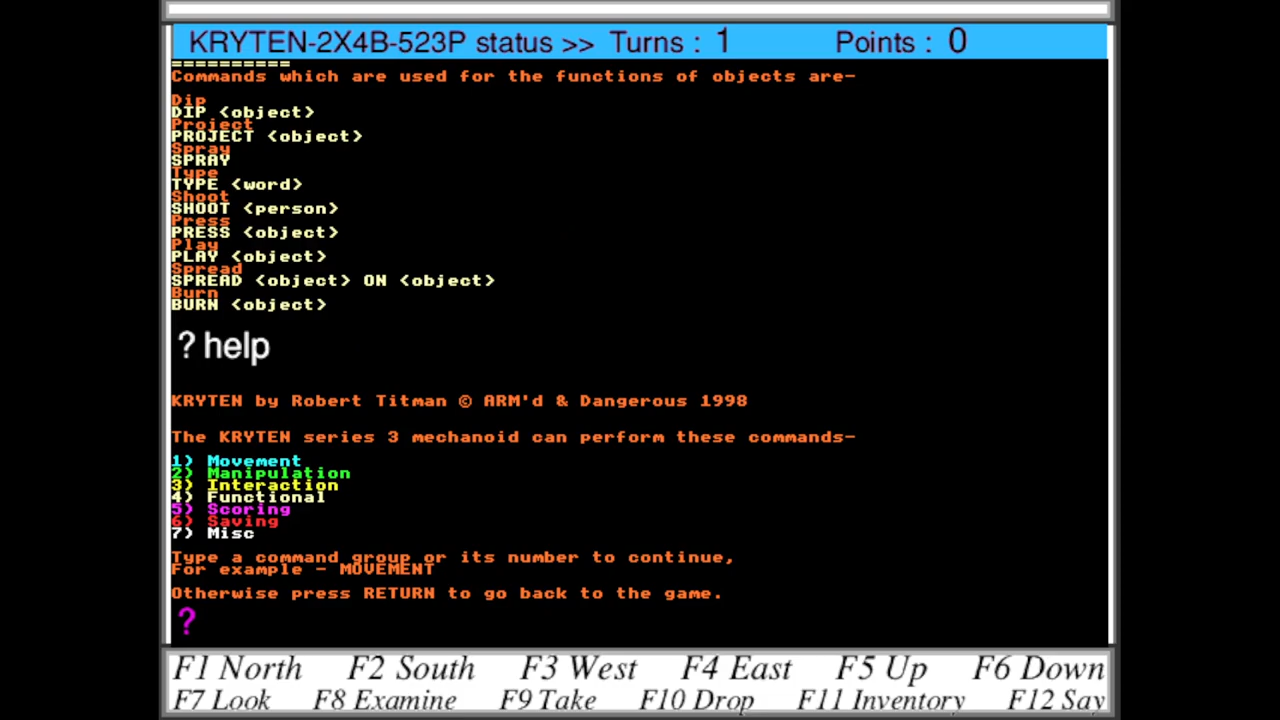 KRYTEN-2X4B-523P status >> Turns : 1 Points : 0
==========
Commands which are used for the functions of objects are-
Dip
DIP <object>
Project
PROJECT <object>
Spray
SPRAY
Type
TYPE <word>
Shoot
SHOOT <person>
Press
PRESS <object>
Play
PLAY <object>
Spread
SPREAD <object> ON <object>
Burn
BURN <object>
? help
KRYTEN by Robert Titman © ARM'd & Dangerous 1998
The KRYTEN series 3 mechanoid can perform these commands-
1) Movement
2) Manipulation
3) Interaction
4) Functional
5) Scoring
6) Saving
7) Misc
Type a command group or its number to continue,
For example - MOVEMENT
Otherwise press RETURN to go back to the game.
?
F1 North F2 South F3 West F4 East F5 Up F6 Down
F7 Look F8 Examine F9 Take F10 Drop F11 Inventory F12 Say